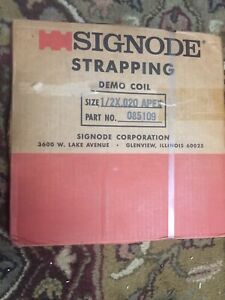 SIGNODE®
STRAPPING
DEMO COIL
SIZE 1/2X.020 APEX
PART NO. 085109
SIGNODE CORPORATION
3600 W. LAKE AVENUE • GLENVIEW, ILLINOIS 60025